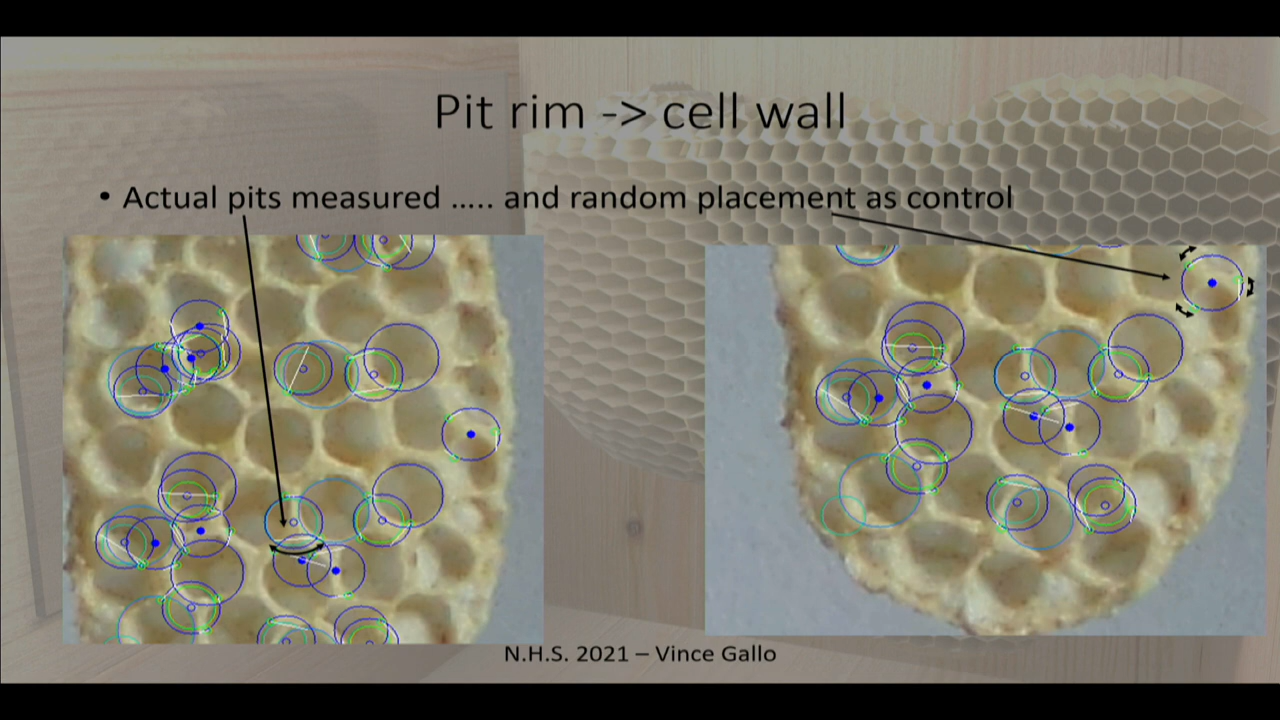 Pit rim -> cell wall
• Actual pits measured ..... and random placement as control
N.H.S. 2021 – Vince Gallo